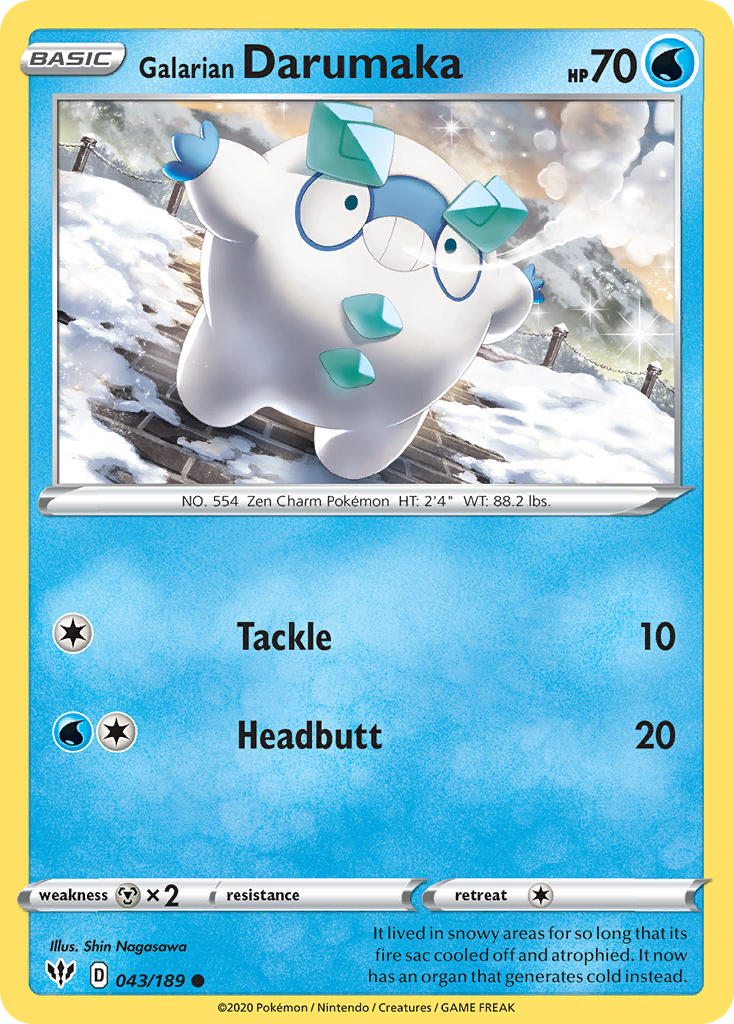 BASIC
Galarian Darumaka
HP 70
NO. 554 Zen Charm Pokémon HT: 2'4" WT: 88.2 lbs.
Tackle 10
Headbutt 20
weakness ×2 resistance retreat
Illus. Shin Nagasawa
It lived in snowy areas for so long that its
fire sac cooled off and atrophied. It now
has an organ that generates cold instead.
D 043/189
©2020 Pokémon / Nintendo / Creatures / GAME FREAK